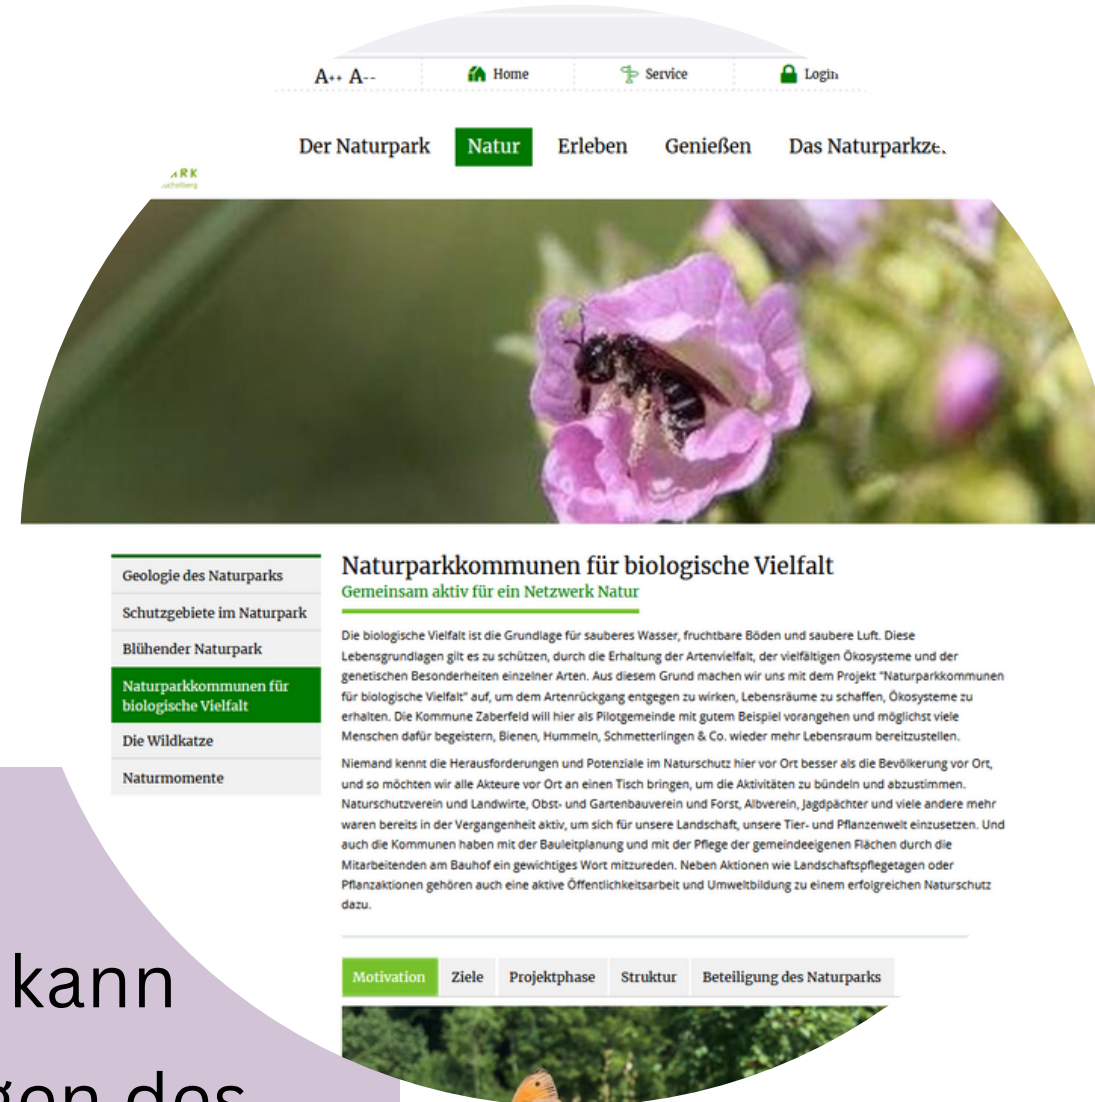 A++ A--
Home
Service
Login
Der Naturpark
Natur
Erleben
Genießen
Das Naturparkze
ARK
uchelberg
Geologie des Naturparks
Schutzgebiete im Naturpark
Blühender Naturpark
Naturparkkommunen für
biologische Vielfalt
Die Wildkatze
Naturmomente
Naturparkkommunen für biologische Vielfalt
Gemeinsam aktiv für ein Netzwerk Natur
Die biologische Vielfalt ist die Grundlage für sauberes Wasser, fruchtbare Böden und saubere Luft. Diese
Lebensgrundlagen gilt es zu schützen, durch die Erhaltung der Artenvielfalt, der vielfältigen Ökosysteme und der
genetischen Besonderheiten einzelner Arten. Aus diesem Grund machen wir uns mit dem Projekt "Naturparkkommunen
für biologische Vielfalt" auf, um dem Artenrückgang entgegen zu wirken, Lebensräume zu schaffen, Ökosysteme zu
erhalten. Die Kommune Zaberfeld will hier als Pilotgemeinde mit gutem Beispiel vorangehen und möglichst viele
Menschen dafür begeistern, Bienen, Hummeln, Schmetterlingen & Co. wieder mehr Lebensraum bereitzustellen.
Niemand kennt die Herausforderungen und Potenziale im Naturschutz hier vor Ort besser als die Bevölkerung vor Ort,
und so möchten wir alle Akteure vor Ort an einen Tisch bringen, um die Aktivitäten zu bündeln und abzustimmen.
Naturschutzverein und Landwirte, Obst- und Gartenbauverein und Forst, Albverein, Jagdpächter und viele andere mehr
waren bereits in der Vergangenheit aktiv, um sich für unsere Landschaft, unsere Tier- und Pflanzenwelt einzusetzen. Und
auch die Kommunen haben mit der Bauleitplanung und mit der Pflege der gemeindeeigenen Flächen durch die
Mitarbeitenden am Bauhof ein gewichtiges Wort mitzureden. Neben Aktionen wie Landschaftspflegetagen oder
Pflanzaktionen gehören auch eine aktive Öffentlichkeitsarbeit und Umweltbildung zu einem erfolgreichen Naturschutz
dazu.
Motivation
Ziele
Projektphase
Struktur
Beteiligung des Naturparks
kann
gen des